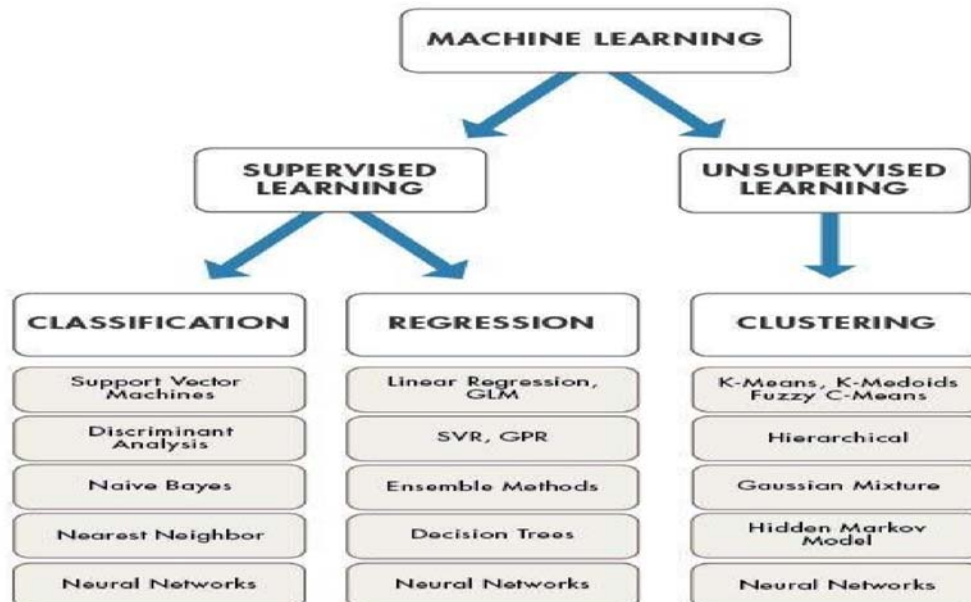 MACHINE LEARNING
SUPERVISED
LEARNING
UNSUPERVISED
LEARNING
CLASSIFICATION
Support Vector
Machines
Discriminant
Analysis
Naive Bayes
Nearest Neighbor
Neural Networks
REGRESSION
Linear Regression,
GLM
SVR, GPR
Ensemble Methods
Decision Trees
Neural Networks
CLUSTERING
K-Means, K-Medoids
Fuzzy C-Means
Hierarchical
Gaussian Mixture
Hidden Markov
Model
Neural Networks